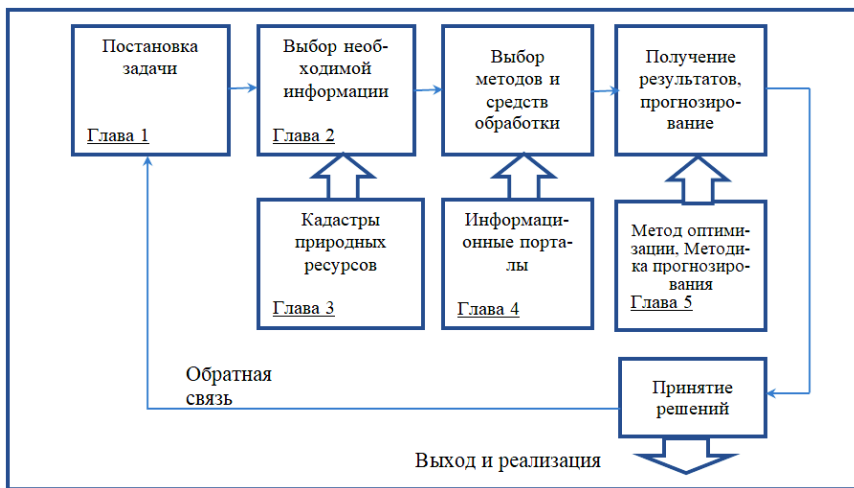 Постановка
задачи
Глава 1
Выбор необ-
ходимой
информации
Глава 2
Выбор
методов и
средств
обработки
Получение
результатов,
прогнозиро-
вание
Кадастры
природных
ресурсов
Глава 3
Информаци-
онные порта-
лы
Глава 4
Метод оптими-
зации, Методи-
ка прогнозиро-
вания
Глава 5
Обратная
связь
Принятие
решений
Выход и реализация